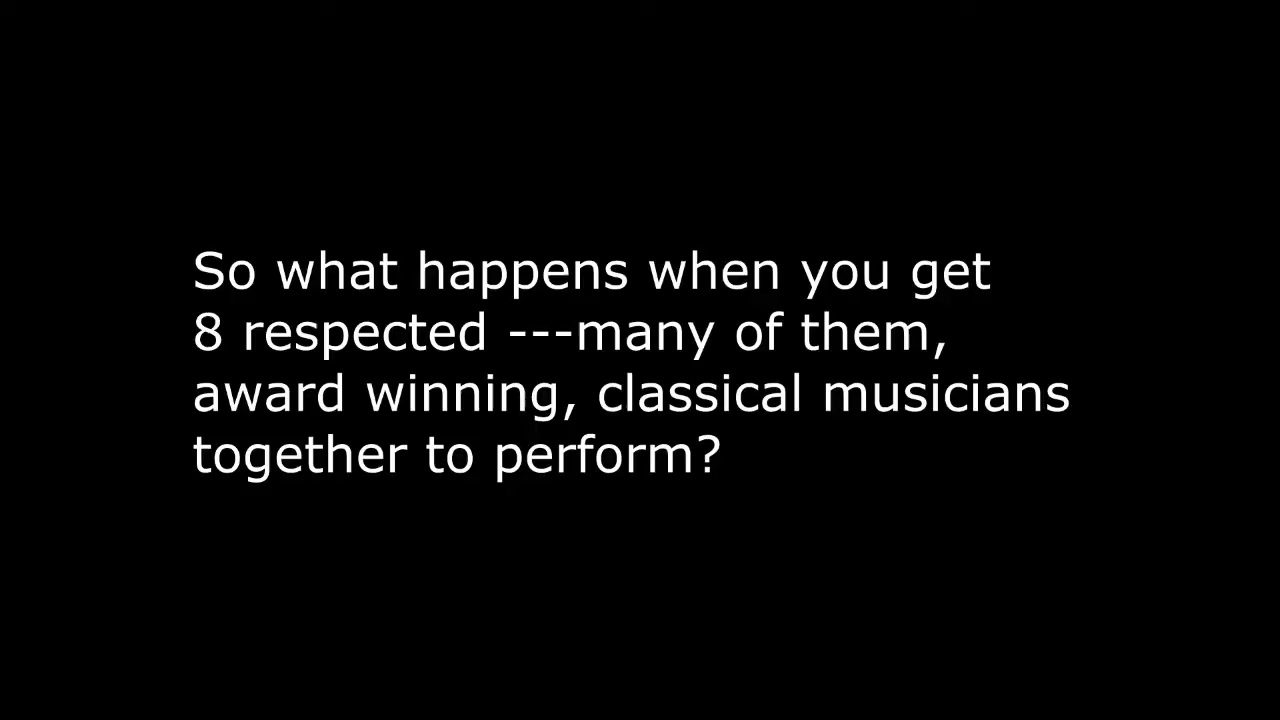 So what happens when you get
8 respected ---many of them,
award winning, classical musicians
together to perform?